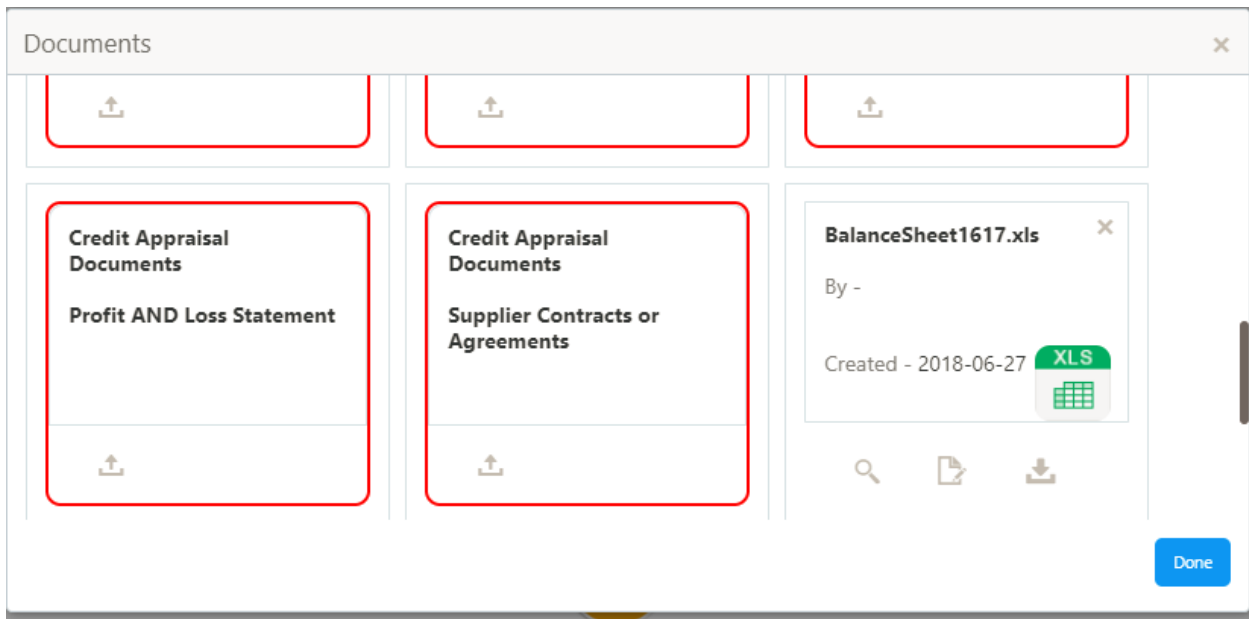 Documents
Credit Appraisal
Documents
Profit AND Loss Statement
Credit Appraisal
Documents
Supplier Contracts or
Agreements
BalanceSheet1617.xls
By -
Created - 2018-06-27
XLS
Done